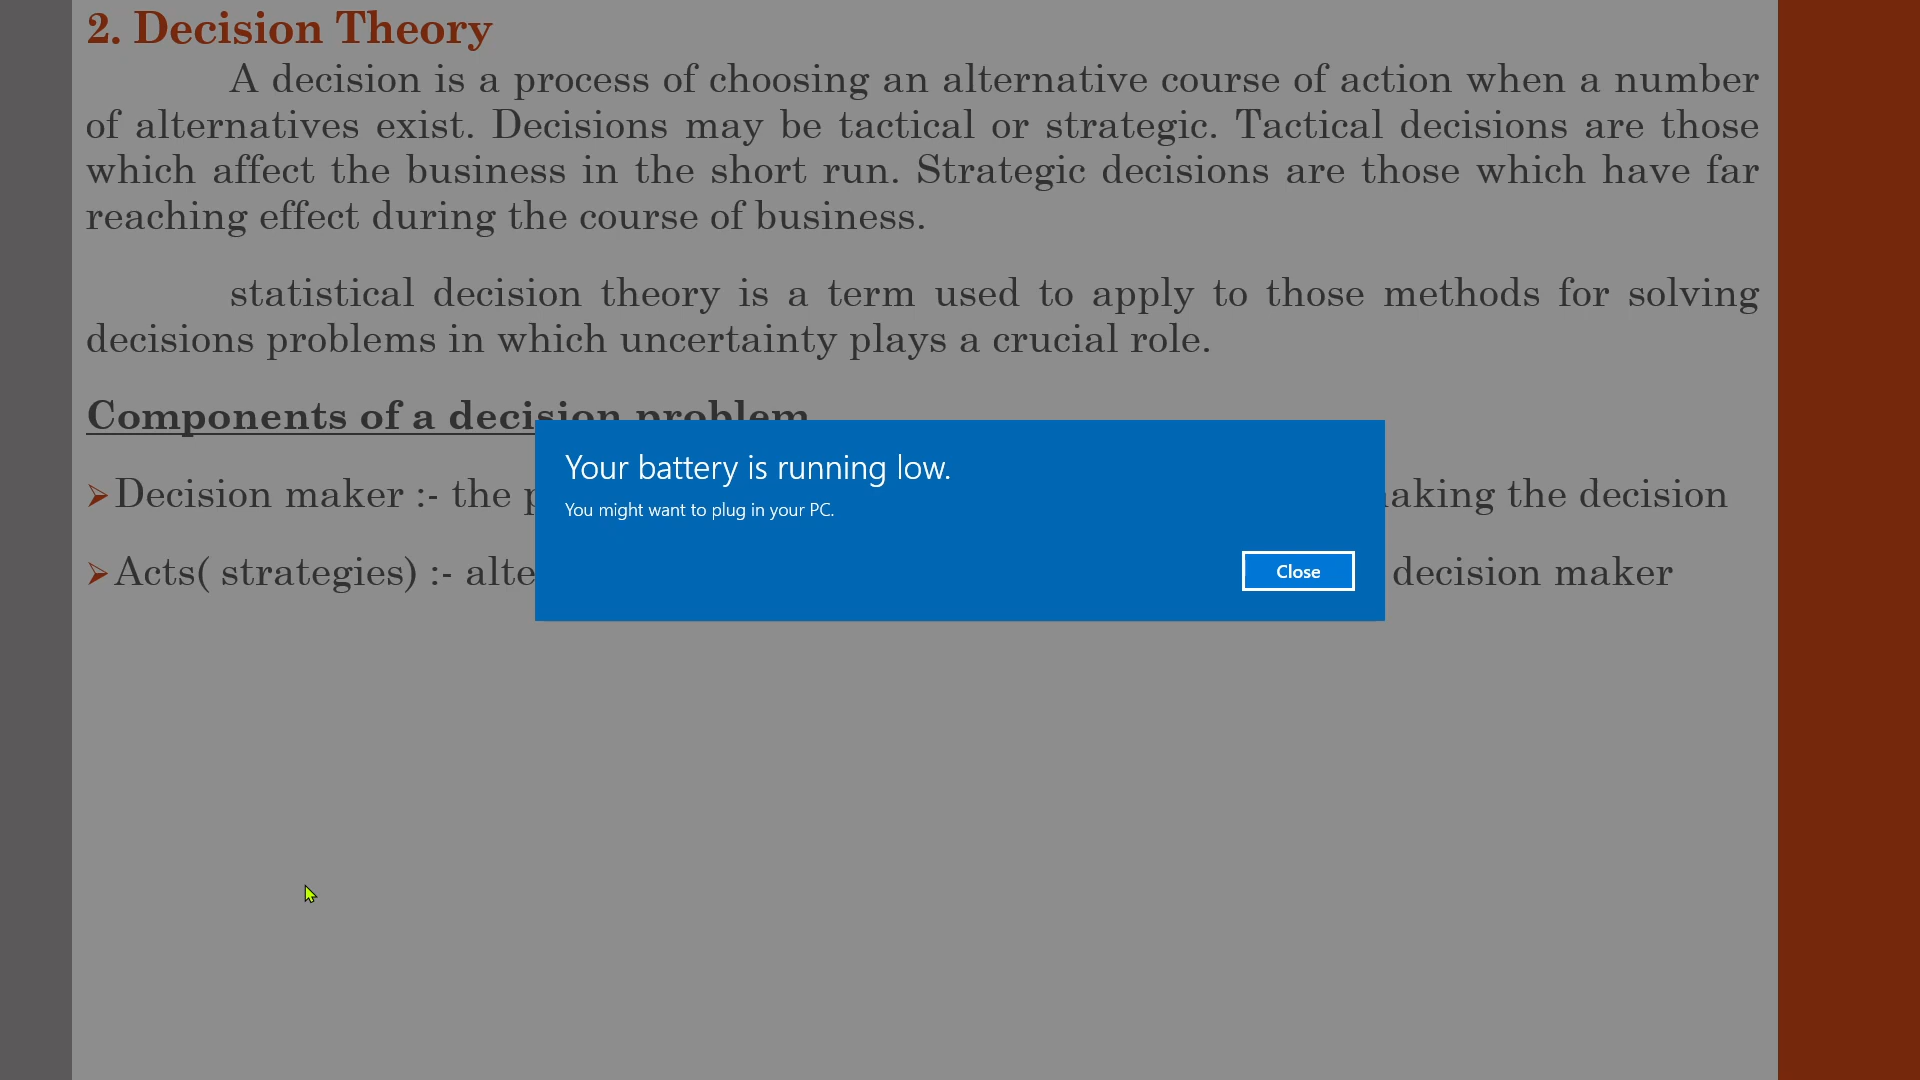 2. Decision Theory
A decision is a process of choosing an alternative course of action when a number
of alternatives exist. Decisions may be tactical or strategic. Tactical decisions are those
which affect the business in the short run. Strategic decisions are those which have far
reaching effect during the course of business.
statistical decision theory is a term used to apply to those methods for solving
decisions problems in which uncertainty plays a crucial role.
Components of a decision problem
Your battery is running low.
➢Decision maker :- the making the decision
You might want to plug in your PC.
➢Acts( strategies) :- decision maker
Close